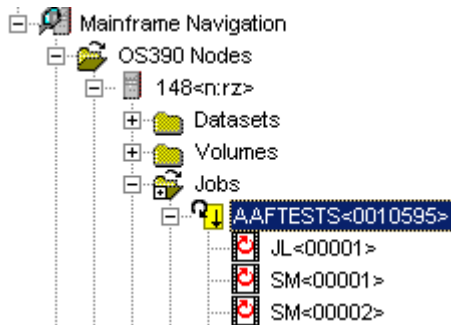 Mainframe Navigation
OS390 Nodes
148<n:rz>
Datasets
Volumes
Jobs
AAFTESTS<0010595>
JL<00001>
SM<00001>
SM<00002>